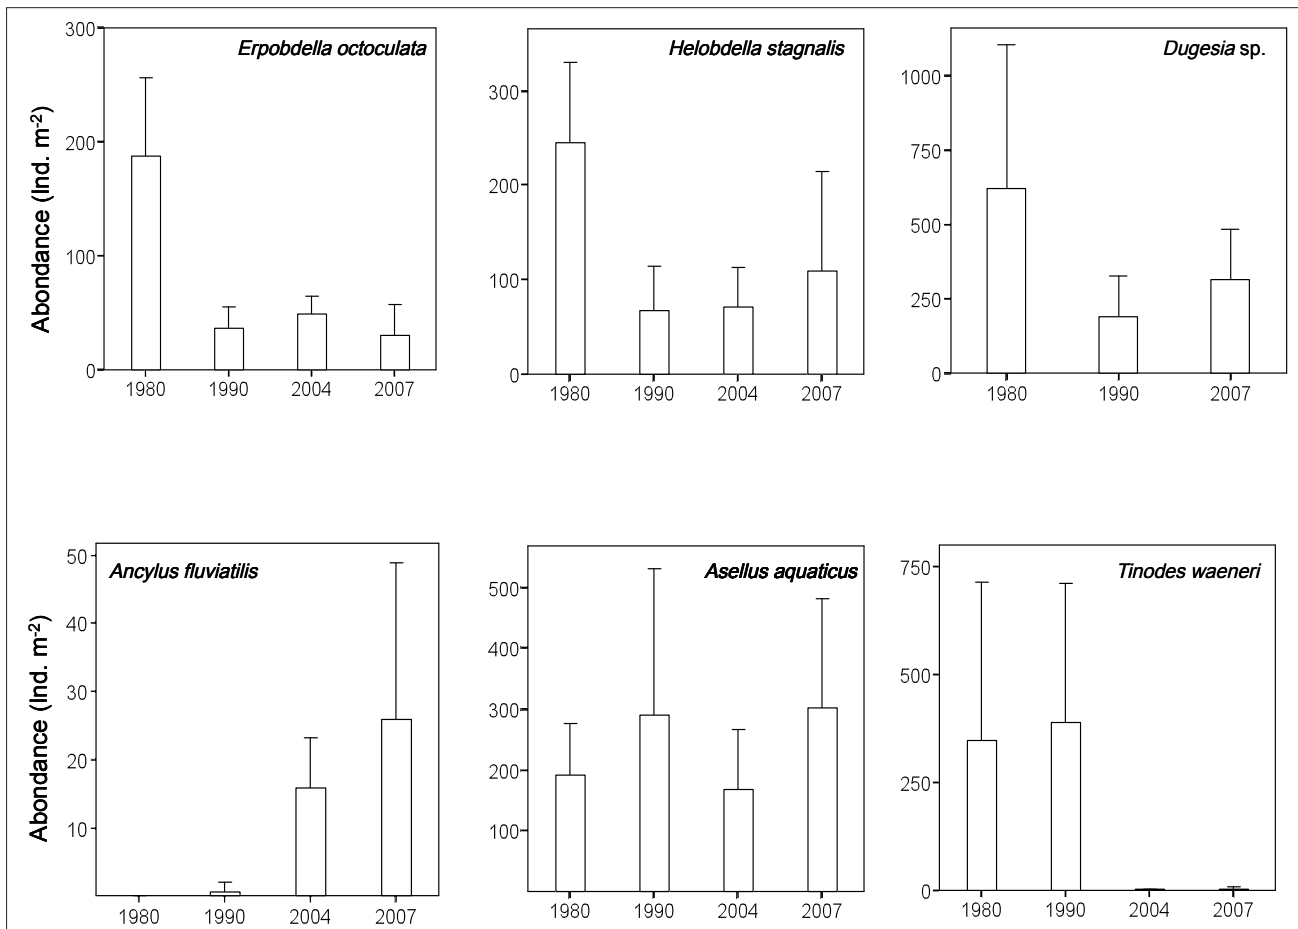 Erpobdella octoculata
Abondance (Ind. m-2)
300
200
100
0
1980 1990 2004 2007
Helobdella stagnalis
300
200
100
0
1980 1990 2004 2007
Dugesia sp.
1000
750
500
250
0
1980 1990 2007
Ancylus fluviatilis
Abondance (Ind. m-2)
50
40
30
20
10
1980 1990 2004 2007
Asellus aquaticus
500
400
300
200
100
1980 1990 2004 2007
Tinodes waeneri
750
500
250
0
1980 1990 2004 2007